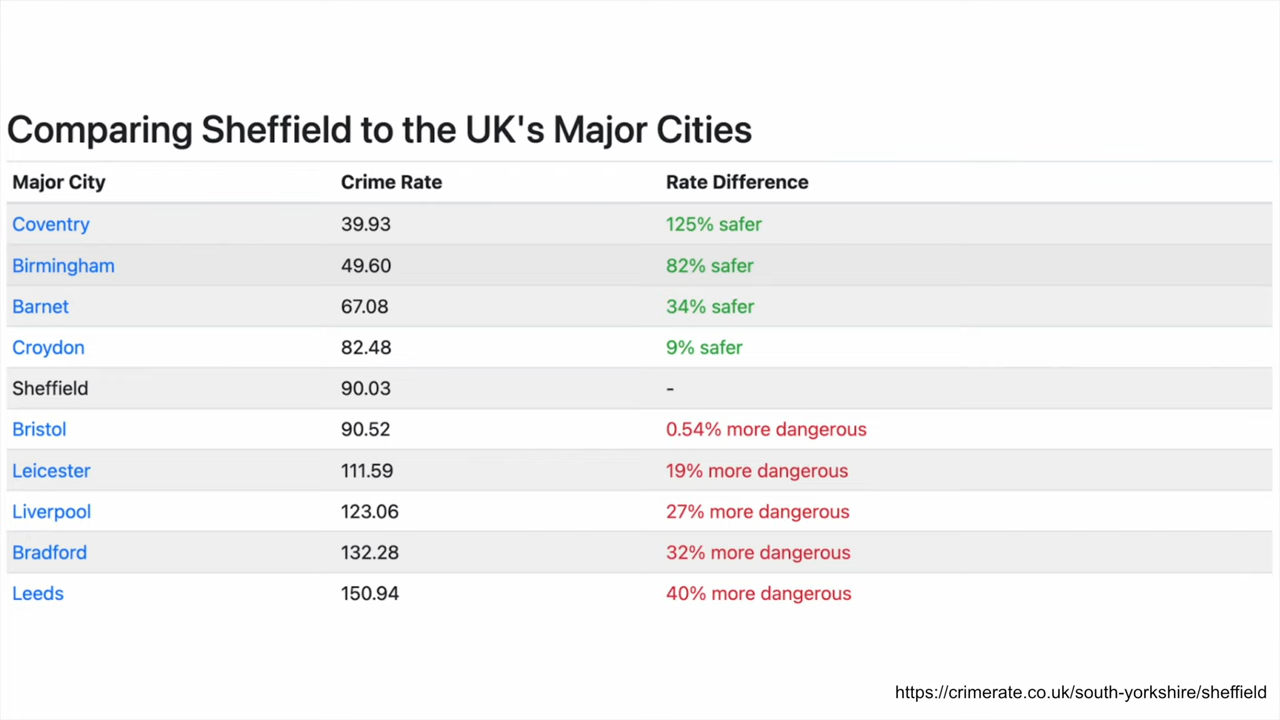 Comparing Sheffield to the UK's Major Cities
Major City Crime Rate Rate Difference
Coventry 39.93 125% safer
Birmingham 49.60 82% safer
Barnet 67.08 34% safer
Croydon 82.48 9% safer
Sheffield 90.03 -
Bristol 90.52 0.54% more dangerous
Leicester 111.59 19% more dangerous
Liverpool 123.06 27% more dangerous
Bradford 132.28 32% more dangerous
Leeds 150.94 40% more dangerous
https://crimerate.co.uk/south-yorkshire/sheffield